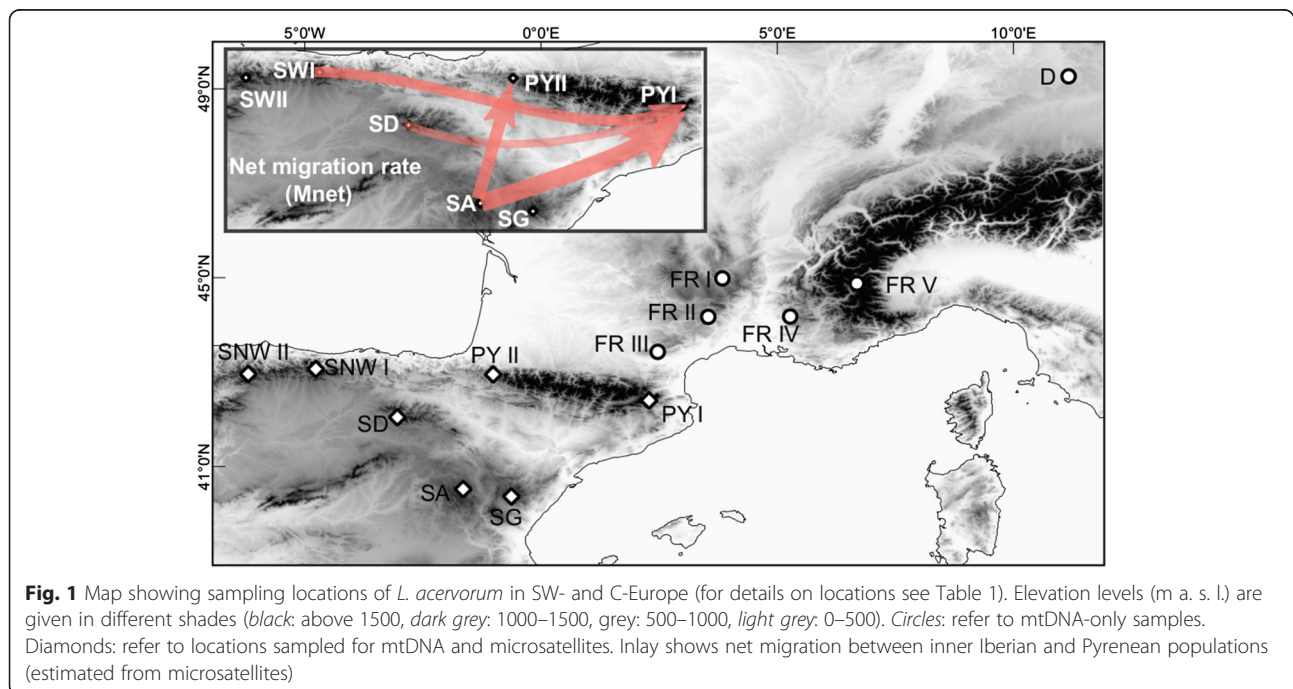 5°0'W 0°0'E 5°0'E 10°0'E
49°0'N
45°0'N
41°0'N
SWI
SWII
PYII
PYI
SD
Net migration rate
(Mnet)
SA
SG
D
FR I
FR II
FR III
FR IV
FR V
SNW II
SNW I
PY II
PY I
SD
SA
SG
Fig. 1 Map showing sampling locations of L. acervorum in SW- and C-Europe (for details on locations see Table 1). Elevation levels (m a. s. l.) are
given in different shades (black: above 1500, dark grey: 1000–1500, grey: 500–1000, light grey: 0–500). Circles: refer to mtDNA-only samples.
Diamonds: refer to locations sampled for mtDNA and microsatellites. Inlay shows net migration between inner Iberian and Pyrenean populations
(estimated from microsatellites)